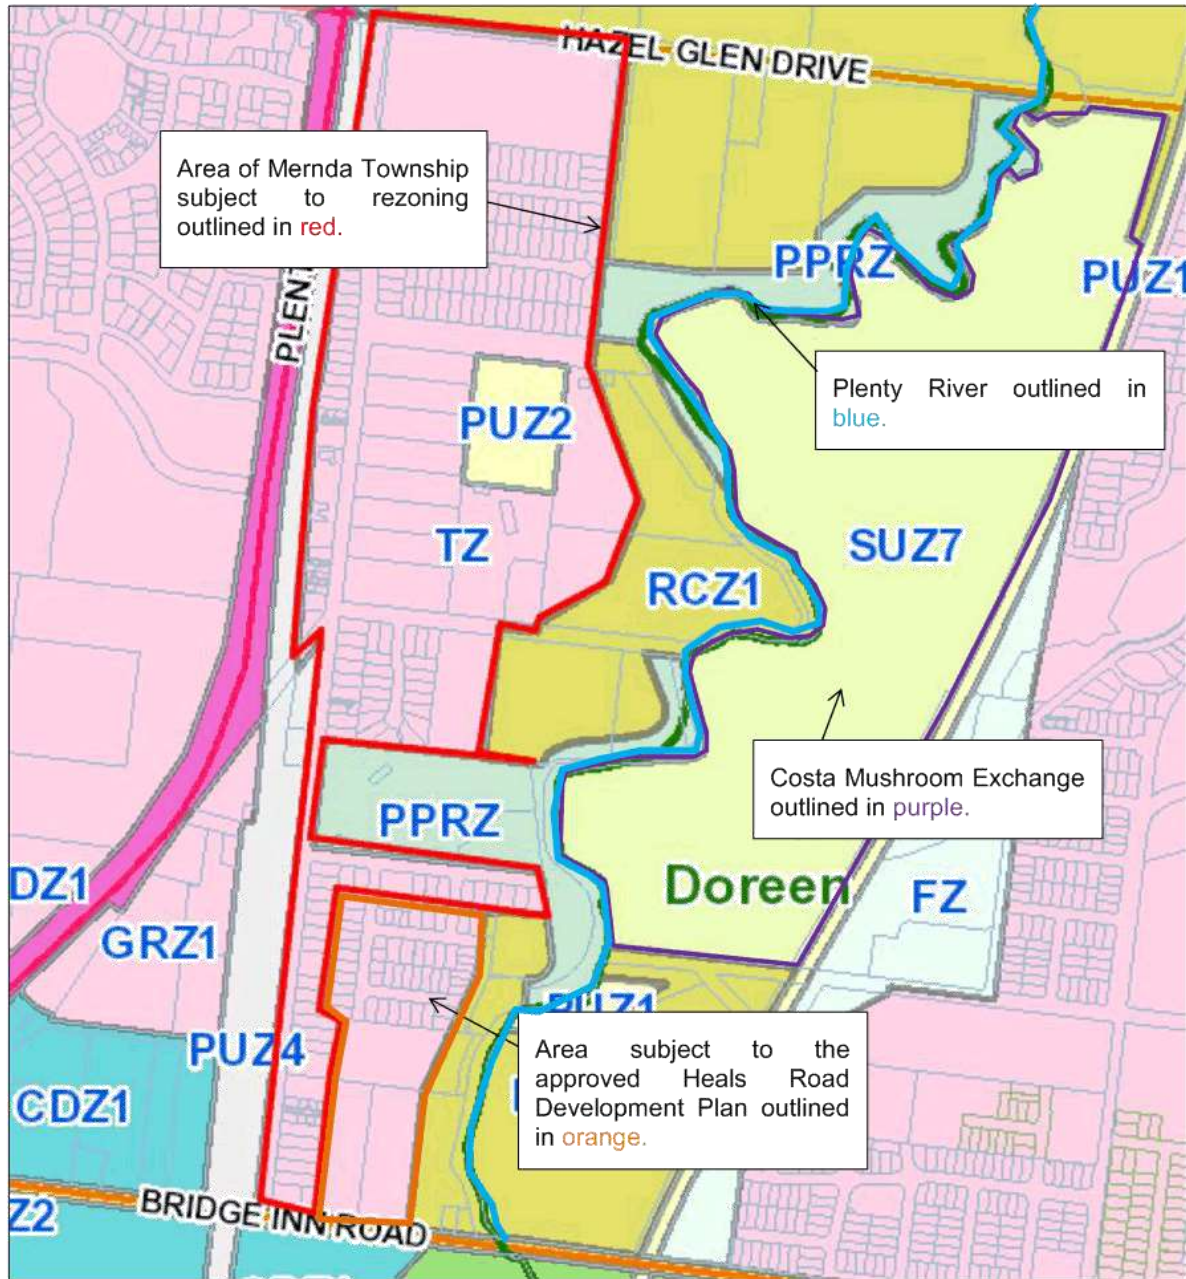 HAZEL GLEN DRIVE
Area of Mernda Township
subject to rezoning
outlined in red.
PPRZ
PUZ1
PLENT
Plenty River outlined in
blue.
PUZ2
TZ
SUZ7
RCZ1
Costa Mushroom Exchange
outlined in purple.
PPRZ
Doreen
DZ1
FZ
GRZ1
PUZ1
PUZ4
Area subject to the
approved Heals Road
Development Plan outlined
in orange.
CDZ1
BRIDGE INN ROAD
Z2